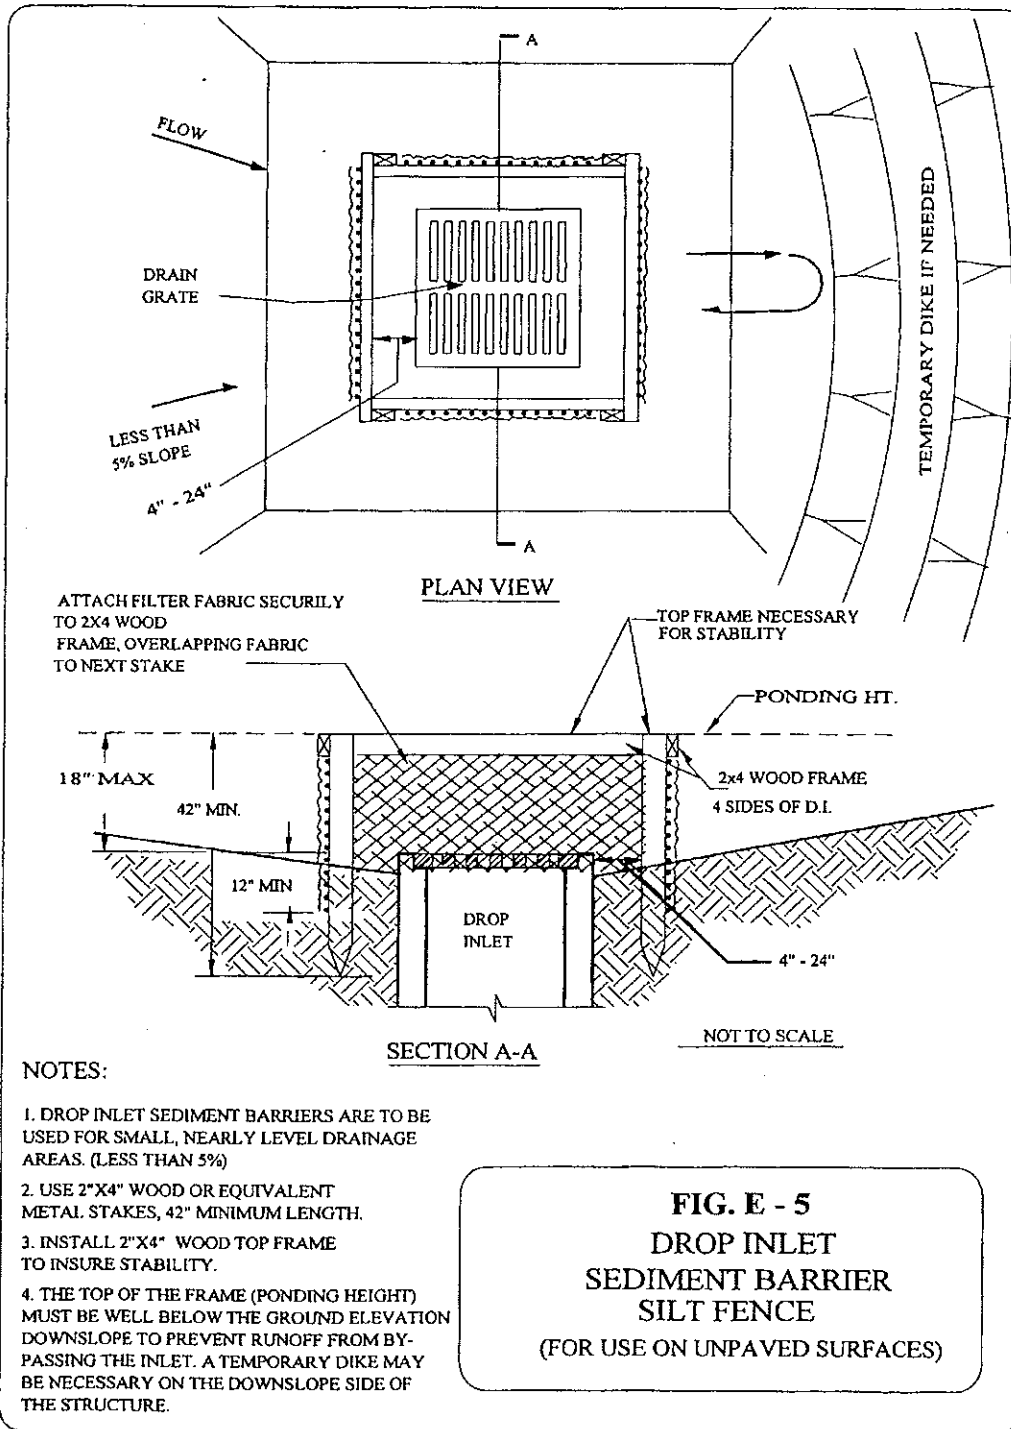 A
FLOW
DRAIN
GRATE
LESS THAN
5% SLOPE
4" - 24"
TEMPORARY DIKE IF NEEDED
A
PLAN VIEW
ATTACH FILTER FABRIC SECURILY
TO 2X4 WOOD
FRAME, OVERLAPPING FABRIC
TO NEXT STAKE
TOP FRAME NECESSARY
FOR STABILITY
PONDING HT.
18" MAX
42" MIN.
12" MIN
2x4 WOOD FRAME
4 SIDES OF D.I.
DROP
INLET
4" - 24"
SECTION A-A
NOT TO SCALE
NOTES:
1. DROP INLET SEDIMENT BARRIERS ARE TO BE
USED FOR SMALL, NEARLY LEVEL DRAINAGE
AREAS. (LESS THAN 5%)
2. USE 2"X4" WOOD OR EQUIVALENT
METAL STAKES, 42" MINIMUM LENGTH.
3. INSTALL 2"X4" WOOD TOP FRAME
TO INSURE STABILITY.
4. THE TOP OF THE FRAME (PONDING HEIGHT)
MUST BE WELL BELOW THE GROUND ELEVATION
DOWNSLOPE TO PREVENT RUNOFF FROM BY-
PASSING THE INLET. A TEMPORARY DIKE MAY
BE NECESSARY ON THE DOWNSLOPE SIDE OF
THE STRUCTURE.
FIG. E - 5
DROP INLET
SEDIMENT BARRIER
SILT FENCE
(FOR USE ON UNPAVED SURFACES)